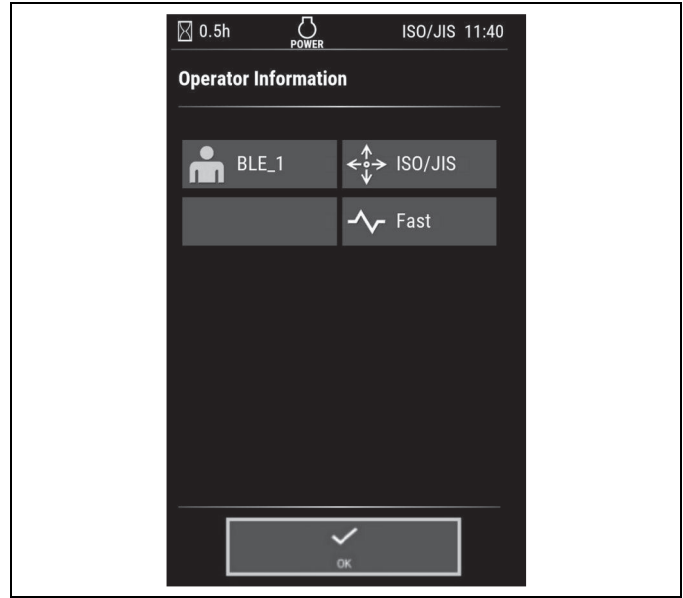 0.5h POWER ISO/JIS 11:40
Operator Information
BLE_1 ISO/JIS
Fast
OK